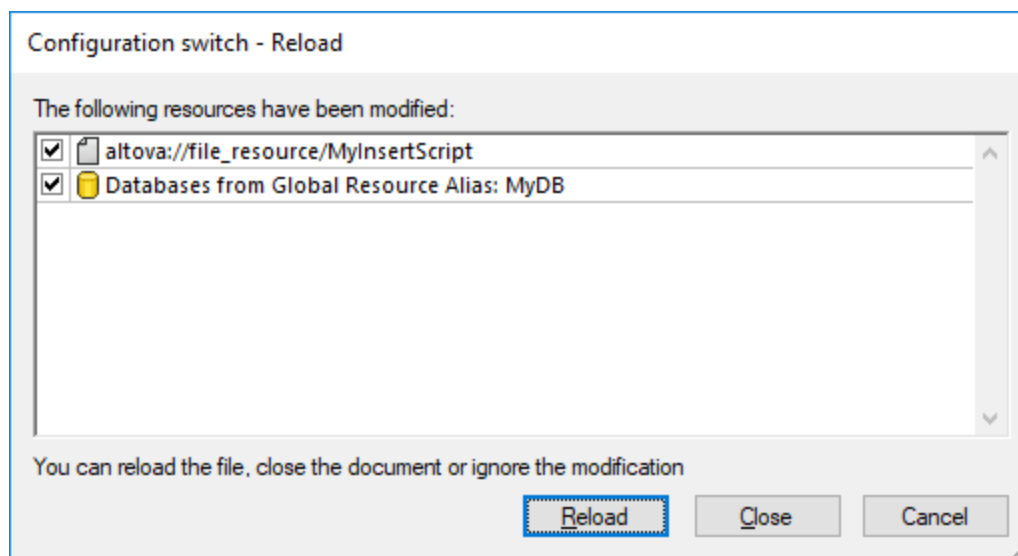 Configuration switch - Reload
The following resources have been modified:
altova://file_resource/MyInsertScript
Databases from Global Resource Alias: MyDB
You can reload the file, close the document or ignore the modification
Reload Close Cancel